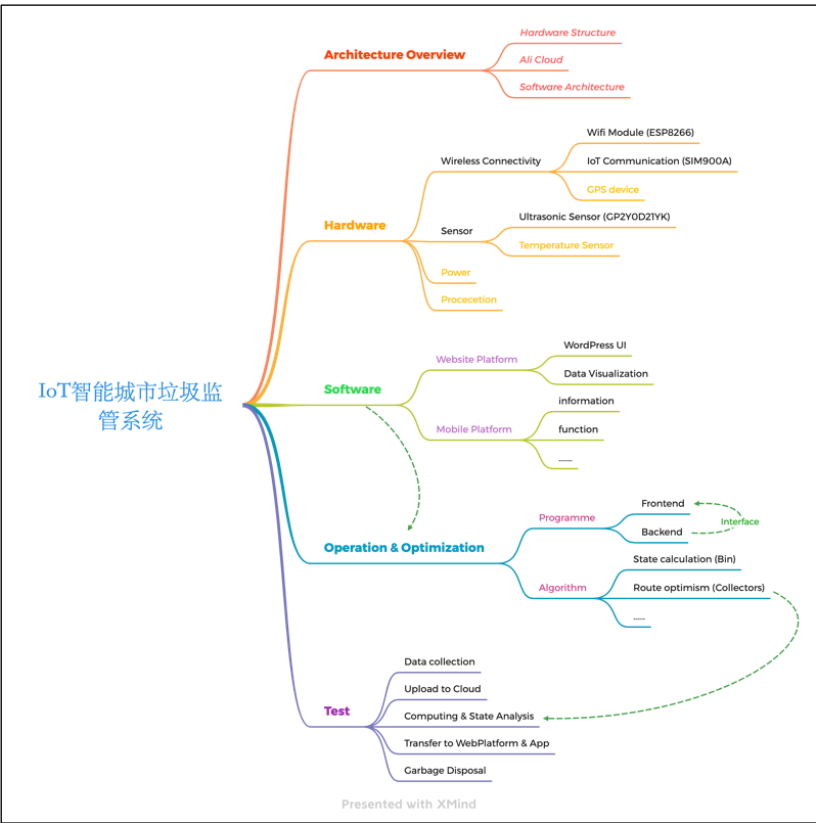 Architecture Overview
Hardware Structure
Ali Cloud
Software Architecture
Hardware
Wireless Connectivity
Wifi Module (ESP8266)
IoT Communication (SIM900A)
GPS device
Sensor
Ultrasonic Sensor (GP2Y0D21YK)
Temperature Sensor
Power
Procecetion
IoT智能城市垃圾监
管系统
Software
Website Platform
WordPress UI
Data Visualization
Mobile Platform
information
function
......
Operation & Optimization
Programme
Frontend
Backend
Interface
Algorithm
State calculation (Bin)
Route optimism (Collectors)
......
Test
Data collection
Upload to Cloud
Computing & State Analysis
Transfer to WebPlatform & App
Garbage Disposal
Presented with XMind